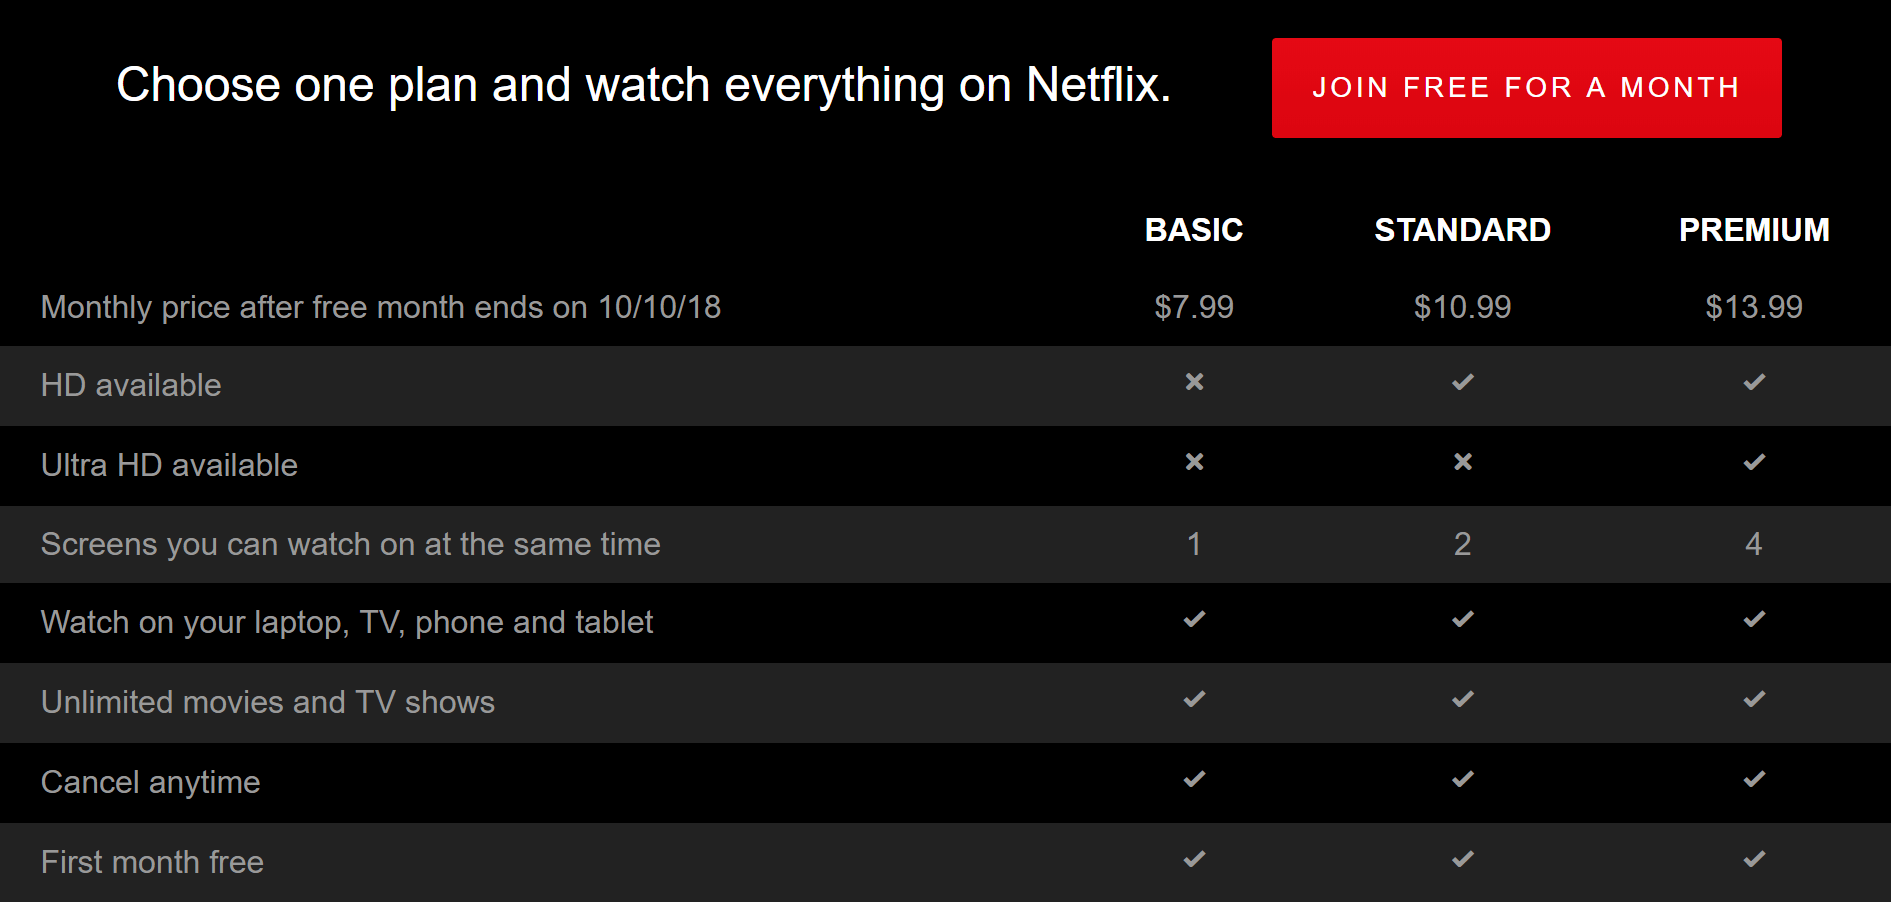 Choose one plan and watch everything on Netflix.
JOIN FREE FOR A MONTH
BASIC STANDARD PREMIUM
Monthly price after free month ends on 10/10/18 $7.99 $10.99 $13.99
HD available
Ultra HD available
Screens you can watch on at the same time 1 2 4
Watch on your laptop, TV, phone and tablet
Unlimited movies and TV shows
Cancel anytime
First month free